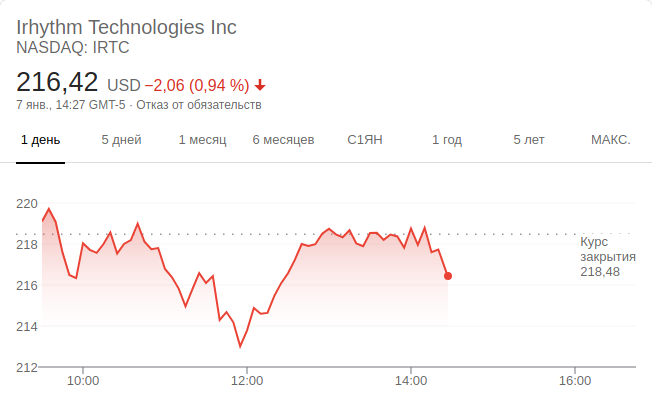 Irhythm Technologies Inc
NASDAQ: IRTC
216,42 USD −2,06 (0,94 %)
7 янв., 14:27 GMT-5 · Отказ от обязательств
1 день 5 дней 1 месяц 6 месяцев С1ЯН 1 год 5 лет МАКС.
220
218
216
214
212
Курс
закрытия
218,48
10:00 12:00 14:00 16:00